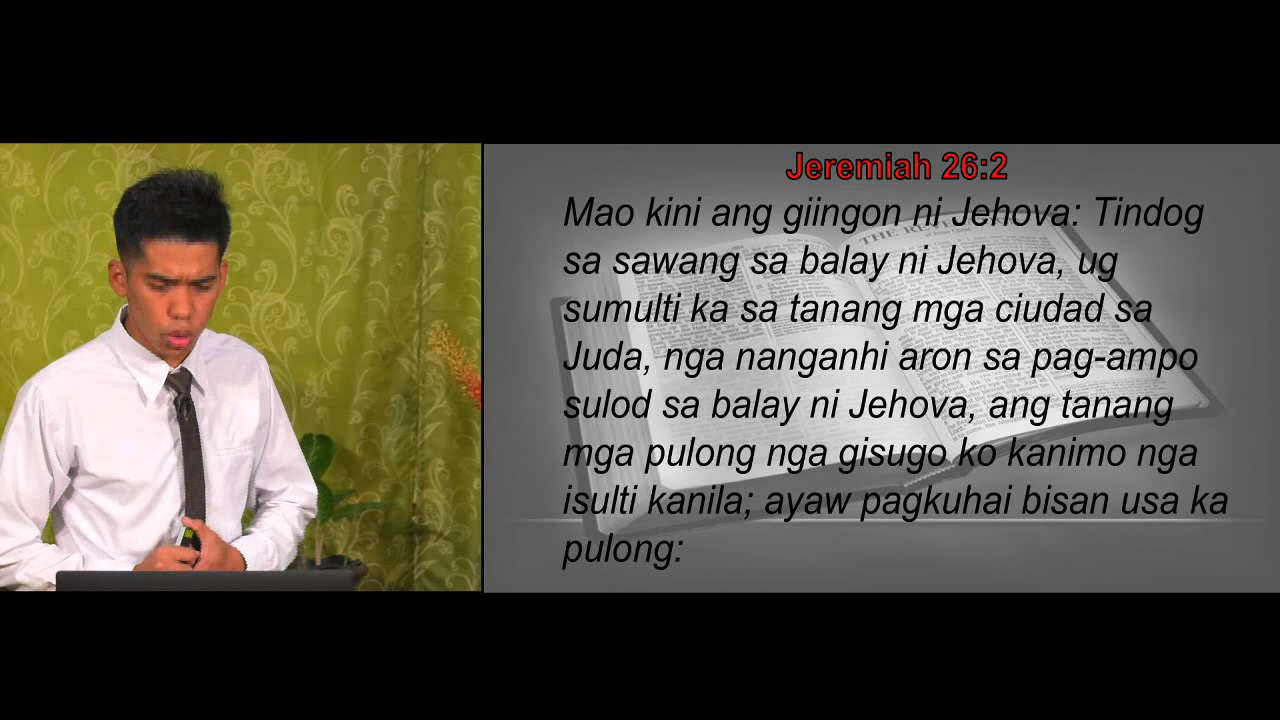 Jeremiah 26:2
Mao kini ang giingon ni Jehova: Tindog
sa sawang sa balay ni Jehova, ug
sumulti ka sa tanang mga ciudad sa
Juda, nga nanganhi aron sa pag-ampo
sulod sa balay ni Jehova, ang tanang
mga pulong nga gisugo ko kanimo nga
isulti kanila; ayaw pagkuhai bisan usa ka
pulong: